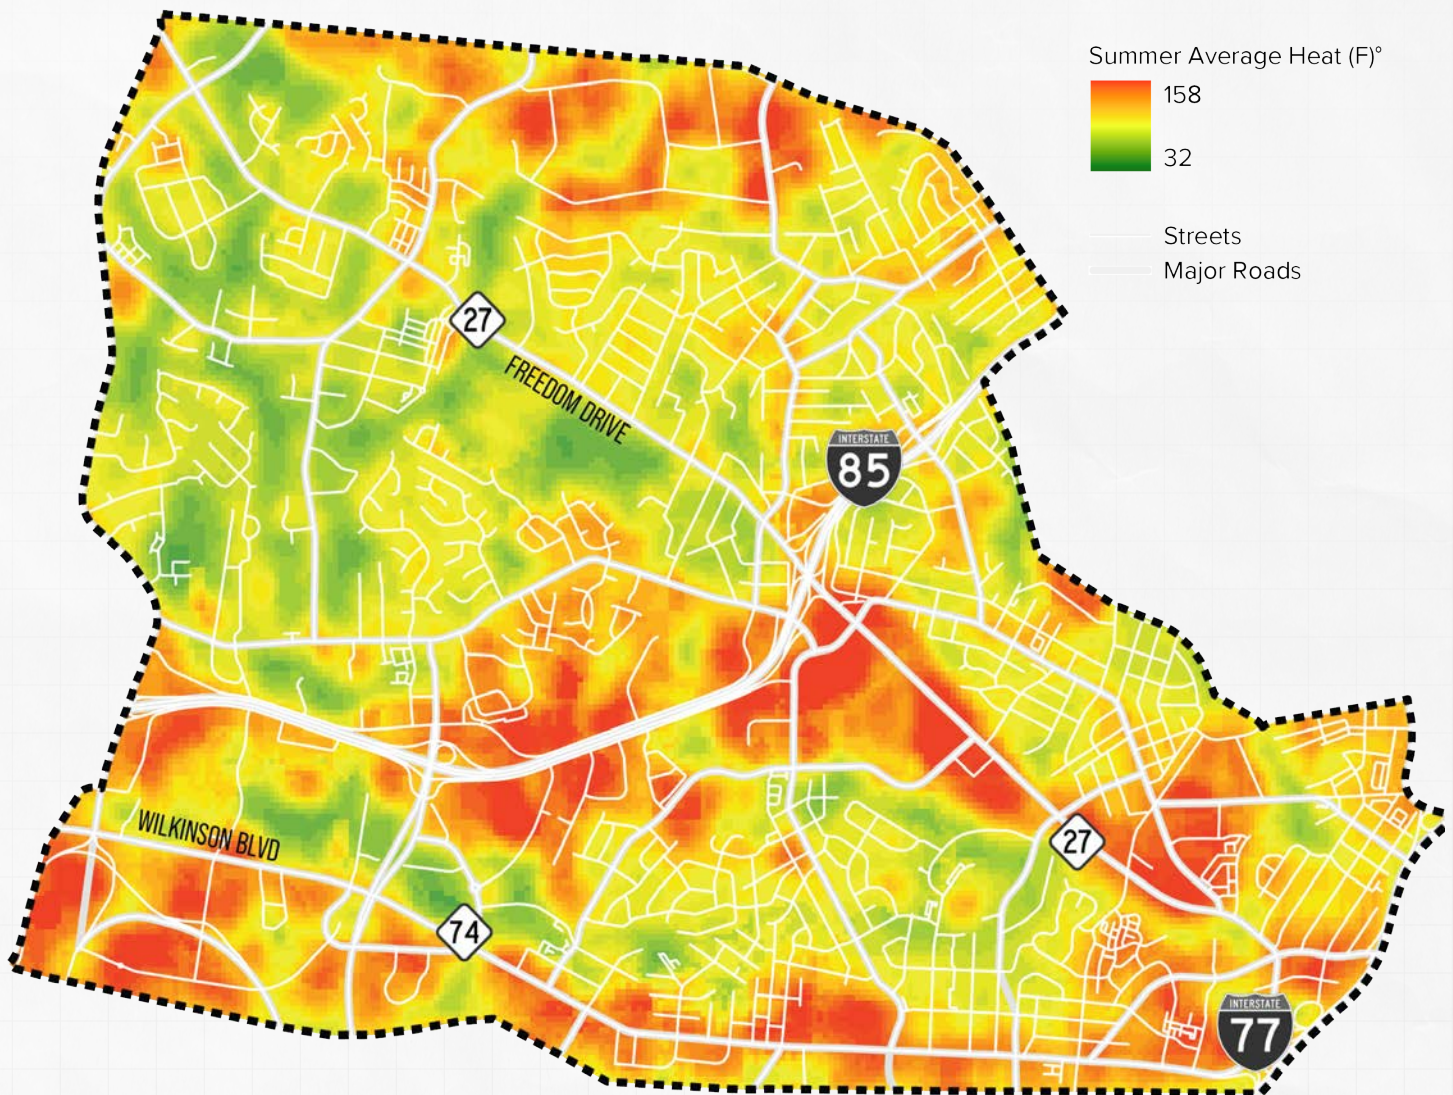 Summer Average Heat (F)°
158
32
Streets
Major Roads
27
FREEDOM DRIVE
INTERSTATE
85
WILKINSON BLVD
27
74
INTERSTATE
77